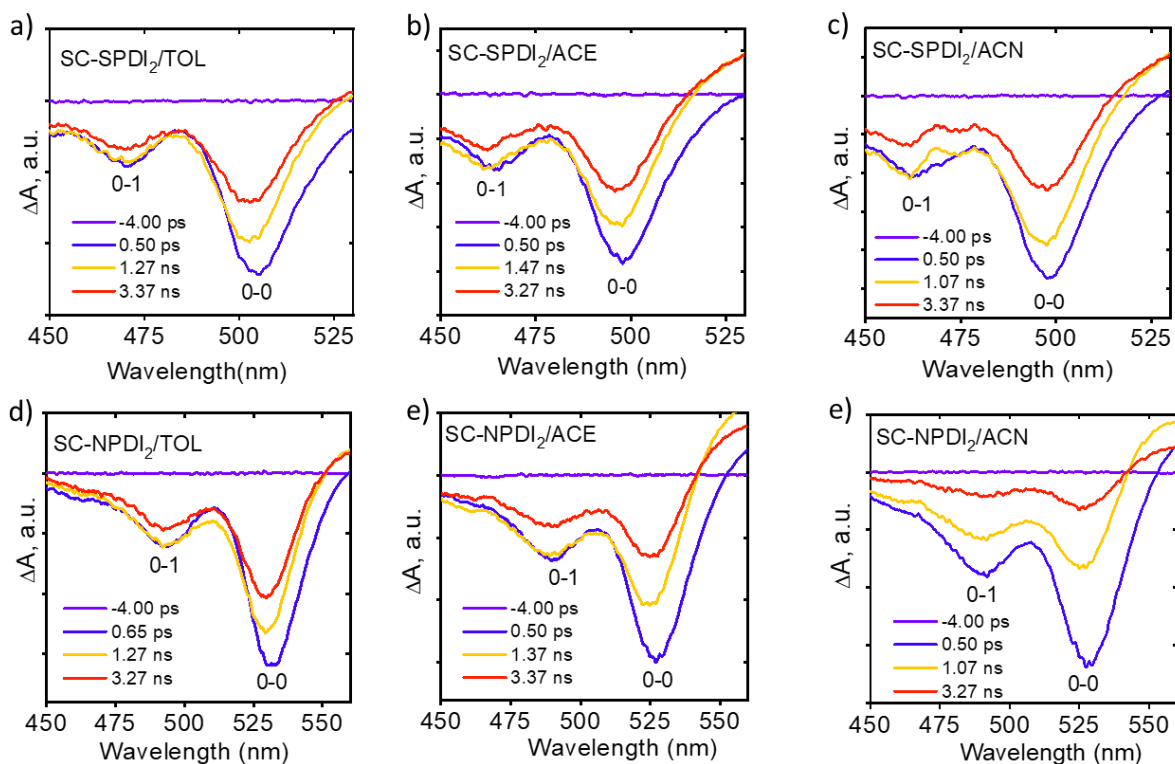 a)
SC-SPDI₂/TOL
ΔA, a.u.
0-1
0-0
-4.00 ps
0.50 ps
1.27 ns
3.37 ns
450 475 500 525
Wavelength(nm)
b)
SC-SPDI₂/ACE
ΔA, a.u.
0-1
0-0
-4.00 ps
0.50 ps
1.47 ns
3.27 ns
450 475 500 525
Wavelength (nm)
c)
SC-SPDI₂/ACN
ΔA, a.u.
0-1
0-0
-4.00 ps
0.50 ps
1.07 ns
3.37 ns
450 475 500 525
Wavelength (nm)
d)
SC-NPDI₂/TOL
ΔA, a.u.
0-1
0-0
-4.00 ps
0.65 ps
1.27 ns
3.27 ns
450 475 500 525 550
Wavelength (nm)
e)
SC-NPDI₂/ACE
ΔA, a.u.
0-1
0-0
-4.00 ps
0.50 ps
1.37 ns
3.37 ns
450 475 500 525 550
Wavelength (nm)
e)
SC-NPDI₂/ACN
ΔA, a.u.
0-1
0-0
-4.00 ps
0.50 ps
1.07 ns
3.27 ns
450 475 500 525 550
Wavelength (nm)